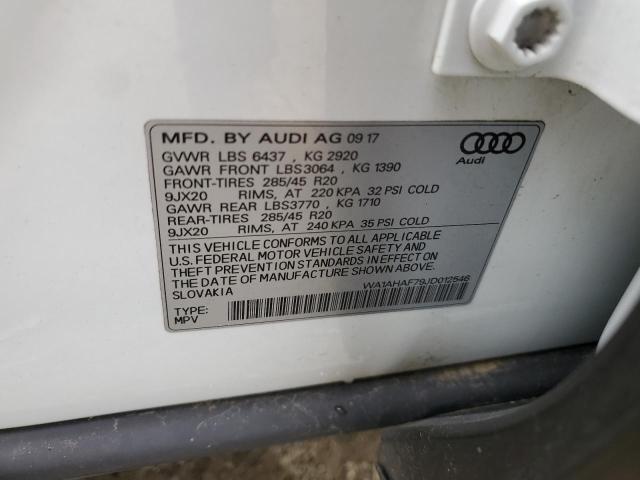 MFD. BY AUDI AG 09 17
GVWR LBS 6437 , KG 2920
GAWR FRONT LBS3064 , KG 1390
FRONT-TIRES 285/45 R20
9JX20 RIMS, AT 220 KPA 32 PSI COLD
GAWR REAR LBS3770 , KG 1710
REAR-TIRES 285/45 R20
9JX20 RIMS, AT 240 KPA 35 PSI COLD
THIS VEHICLE CONFORMS TO ALL APPLICABLE
U.S. FEDERAL MOTOR VEHICLE SAFETY AND
THEFT PREVENTION STANDARDS IN EFFECT ON
THE DATE OF MANUFACTURE SHOWN ABOVE.
SLOVAKIA
Audi
WA1AHAF79JD012546
TYPE:
MPV